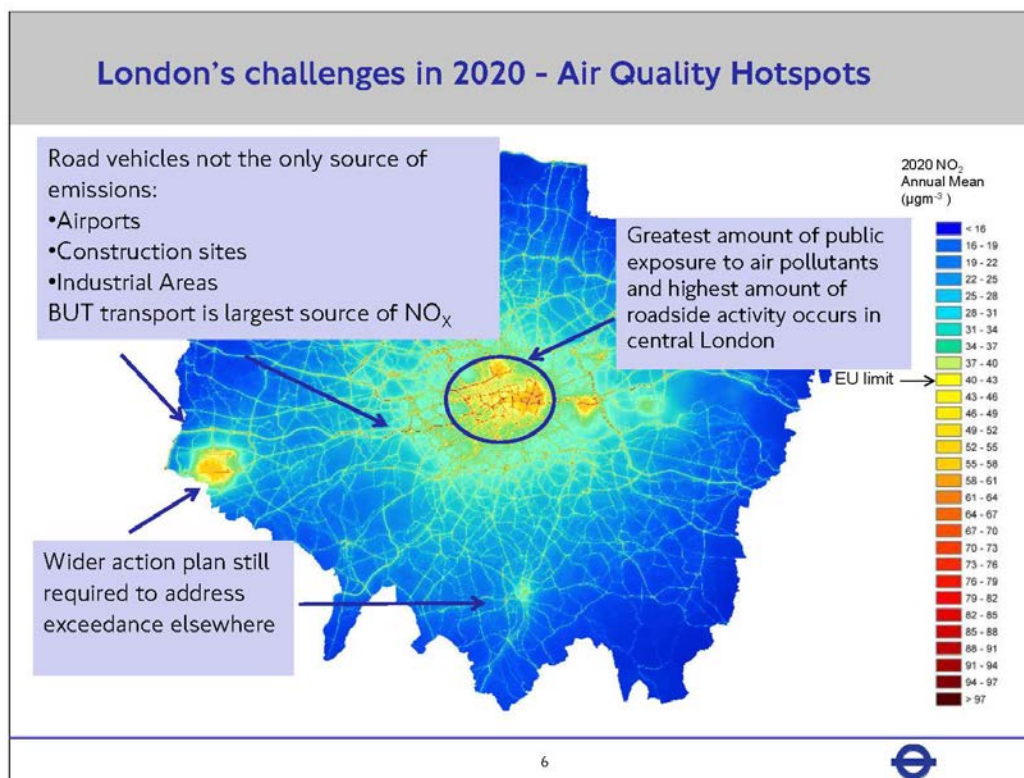 London's challenges in 2020 - Air Quality Hotspots
Road vehicles not the only source of
emissions:
•Airports
•Construction sites
•Industrial Areas
BUT transport is largest source of NOX
Greatest amount of public
exposure to air pollutants
and highest amount of
roadside activity occurs in
central London
Wider action plan still
required to address
exceedance elsewhere
2020 NO2
Annual Mean
(µgm-3 )
< 16
16 - 19
19 - 22
22 - 25
25 - 28
28 - 31
31 - 34
34 - 37
37 - 40
EU limit
40 - 43
43 - 46
46 - 49
49 - 52
52 - 55
55 - 58
58 - 61
61 - 64
64 - 67
67 - 70
70 - 73
73 - 76
76 - 79
79 - 82
82 - 85
85 - 88
88 - 91
91 - 94
94 - 97
> 97
6